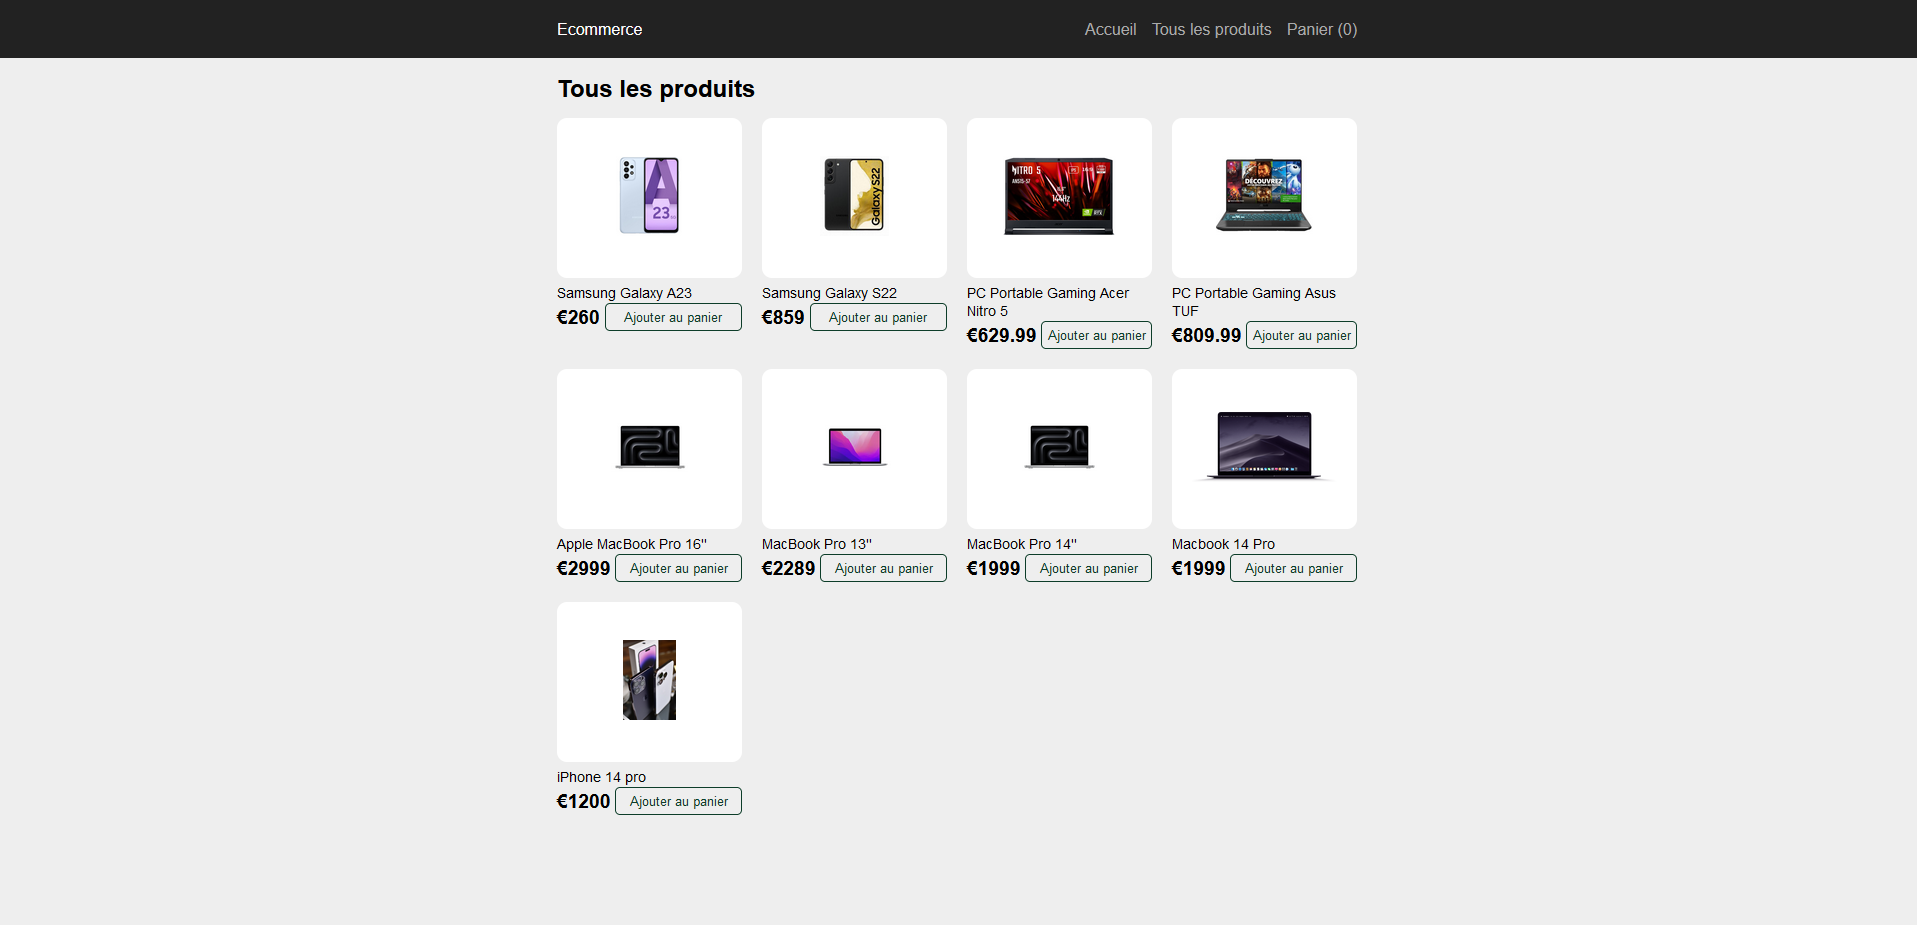 Ecommerce
Accueil Tous les produits Panier (0)
Tous les produits
A
23
Galaxy S22
NITRO 5
144Hz
RTX
DÉCOUVREZ
Samsung Galaxy A23
€260 Ajouter au panier
Samsung Galaxy S22
€859 Ajouter au panier
PC Portable Gaming Acer
Nitro 5
€629.99 Ajouter au panier
PC Portable Gaming Asus
TUF
€809.99 Ajouter au panier
Apple MacBook Pro 16"
€2999 Ajouter au panier
MacBook Pro 13"
€2289 Ajouter au panier
MacBook Pro 14"
€1999 Ajouter au panier
Macbook 14 Pro
€1999 Ajouter au panier
iPhone 14 pro
€1200 Ajouter au panier